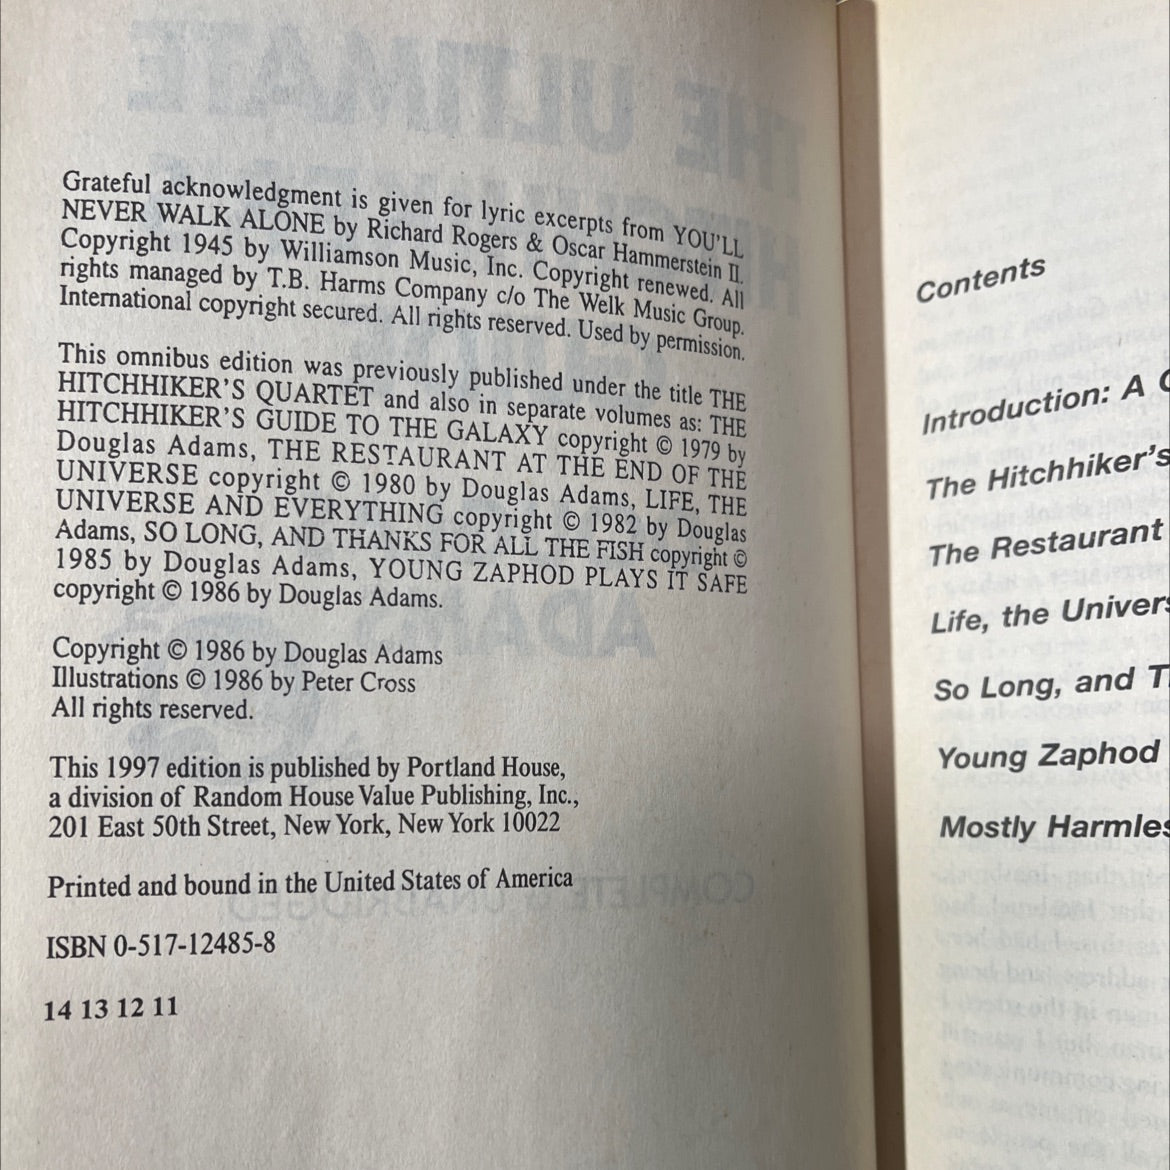 Grateful acknowledgment is given for lyric excerpts from YOU'LL
NEVER WALK ALONE by Richard Rogers & Oscar Hammerstein II.
Copyright 1945 by Williamson Music, Inc. Copyright renewed. All
rights managed by T.B. Harms Company c/o The Welk Music Group.
International copyright secured. All rights reserved. Used by permission.
This omnibus edition was previously published under the title THE
HITCHHIKER'S QUARTET and also in separate volumes as: THE
HITCHHIKER'S GUIDE TO THE GALAXY copyright © 1979 by
Douglas Adams, THE RESTAURANT AT THE END OF THE
UNIVERSE copyright © 1980 by Douglas Adams, LIFE, THE
UNIVERSE AND EVERYTHING copyright © 1982 by Douglas
Adams, SO LONG, AND THANKS FOR ALL THE FISH copyright ©
1985 by Douglas Adams, YOUNG ZAPHOD PLAYS IT SAFE
copyright © 1986 by Douglas Adams.
Copyright © 1986 by Douglas Adams
Illustrations © 1986 by Peter Cross
All rights reserved.
This 1997 edition is published by Portland House,
a division of Random House Value Publishing, Inc.,
201 East 50th Street, New York, New York 10022
Printed and bound in the United States of America
ISBN 0-517-12485-8
14 13 12 11
Contents
Introduction: A
The Hitchhiker's
The Restaurant
Life, the Univers
So Long, and T
Young Zaphod
Mostly Harmles